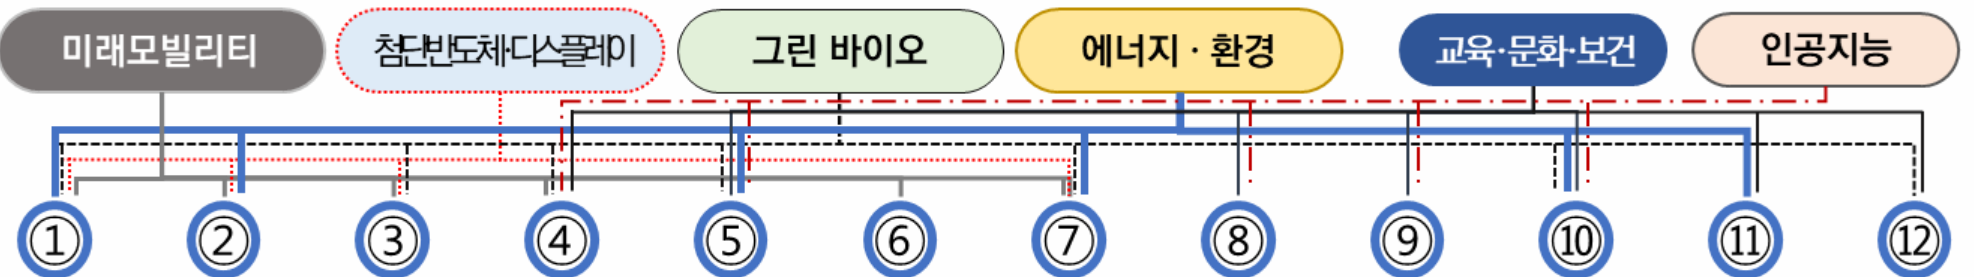 미래모빌리티 첨단반도체·디스플레이 그린 바이오 에너지 · 환경 교육·문화·보건 인공지능
① ② ③ ④ ⑤ ⑥ ⑦ ⑧ ⑨ ⑩ ⑪ ⑫